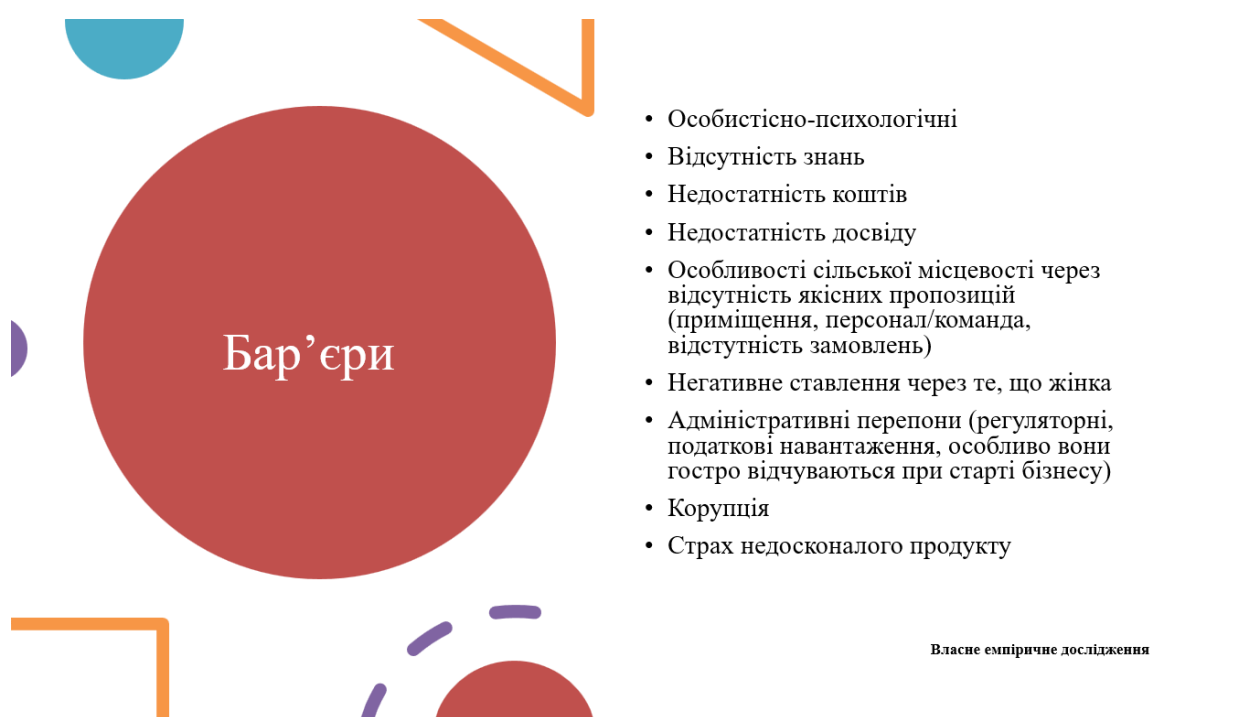 Бар’єри
• Особистісно-психологічні
• Відсутність знань
• Недостатність коштів
• Недостатність досвіду
• Особливості сільської місцевості через
відсутність якісних пропозицій
(приміщення, персонал/команда,
відстутність замовлень)
• Негативне ставлення через те, що жінка
• Адміністративні перепони (регуляторні,
податкові навантаження, особливо вони
гостро відчуваються при старті бізнесу)
• Корупція
• Страх недосконалого продукту
Власне емпіричне дослідження